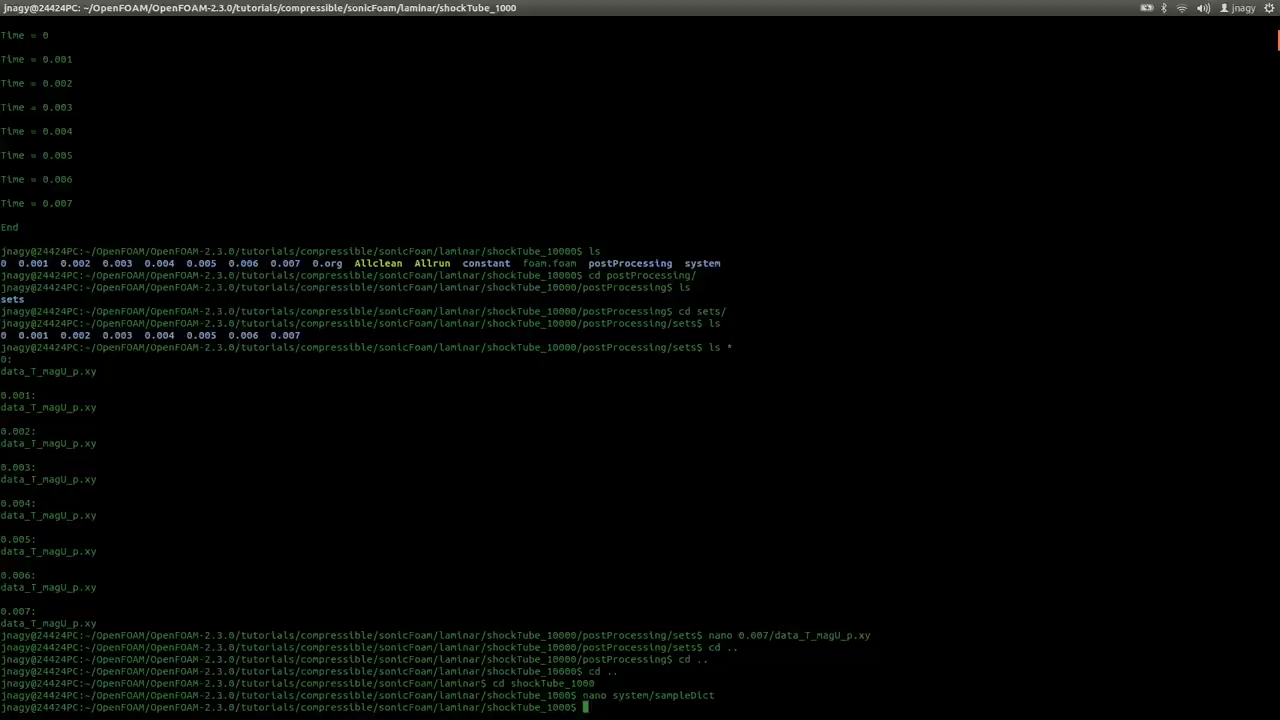 jnagy@24424PC: ~/OpenFOAM/OpenFOAM-2.3.0/tutorials/compressible/sonicFoam/laminar/shockTube_1000
jnagy
Time = 0
Time = 0.001
Time = 0.002
Time = 0.003
Time = 0.004
Time = 0.005
Time = 0.006
Time = 0.007
End
jnagy@24424PC:~/OpenFOAM/OpenFOAM-2.3.0/tutorials/compressible/sonicFoam/laminar/shockTube_10000$ ls
0 0.001 0.002 0.003 0.004 0.005 0.006 0.007 0.org Allclean Allrun constant foam.foam postProcessing system
jnagy@24424PC:~/OpenFOAM/OpenFOAM-2.3.0/tutorials/compressible/sonicFoam/laminar/shockTube_10000$ cd postProcessing/
jnagy@24424PC:~/OpenFOAM/OpenFOAM-2.3.0/tutorials/compressible/sonicFoam/laminar/shockTube_10000/postProcessing$ ls
sets
jnagy@24424PC:~/OpenFOAM/OpenFOAM-2.3.0/tutorials/compressible/sonicFoam/laminar/shockTube_10000/postProcessing$ cd sets/
jnagy@24424PC:~/OpenFOAM/OpenFOAM-2.3.0/tutorials/compressible/sonicFoam/laminar/shockTube_10000/postProcessing/sets$ ls
0 0.001 0.002 0.003 0.004 0.005 0.006 0.007
jnagy@24424PC:~/OpenFOAM/OpenFOAM-2.3.0/tutorials/compressible/sonicFoam/laminar/shockTube_10000/postProcessing/sets$ ls *
0:
data_T_magU_p.xy
0.001:
data_T_magU_p.xy
0.002:
data_T_magU_p.xy
0.003:
data_T_magU_p.xy
0.004:
data_T_magU_p.xy
0.005:
data_T_magU_p.xy
0.006:
data_T_magU_p.xy
0.007:
data_T_magU_p.xy
jnagy@24424PC:~/OpenFOAM/OpenFOAM-2.3.0/tutorials/compressible/sonicFoam/laminar/shockTube_10000/postProcessing/sets$ nano 0.007/data_T_magU_p.xy
jnagy@24424PC:~/OpenFOAM/OpenFOAM-2.3.0/tutorials/compressible/sonicFoam/laminar/shockTube_10000/postProcessing/sets$ cd ..
jnagy@24424PC:~/OpenFOAM/OpenFOAM-2.3.0/tutorials/compressible/sonicFoam/laminar/shockTube_10000/postProcessing$ cd ..
jnagy@24424PC:~/OpenFOAM/OpenFOAM-2.3.0/tutorials/compressible/sonicFoam/laminar/shockTube_10000$ cd ..
jnagy@24424PC:~/OpenFOAM/OpenFOAM-2.3.0/tutorials/compressible/sonicFoam/laminar$ cd shockTube_1000
jnagy@24424PC:~/OpenFOAM/OpenFOAM-2.3.0/tutorials/compressible/sonicFoam/laminar/shockTube_1000$ nano system/sampleDict
jnagy@24424PC:~/OpenFOAM/OpenFOAM-2.3.0/tutorials/compressible/sonicFoam/laminar/shockTube_1000$